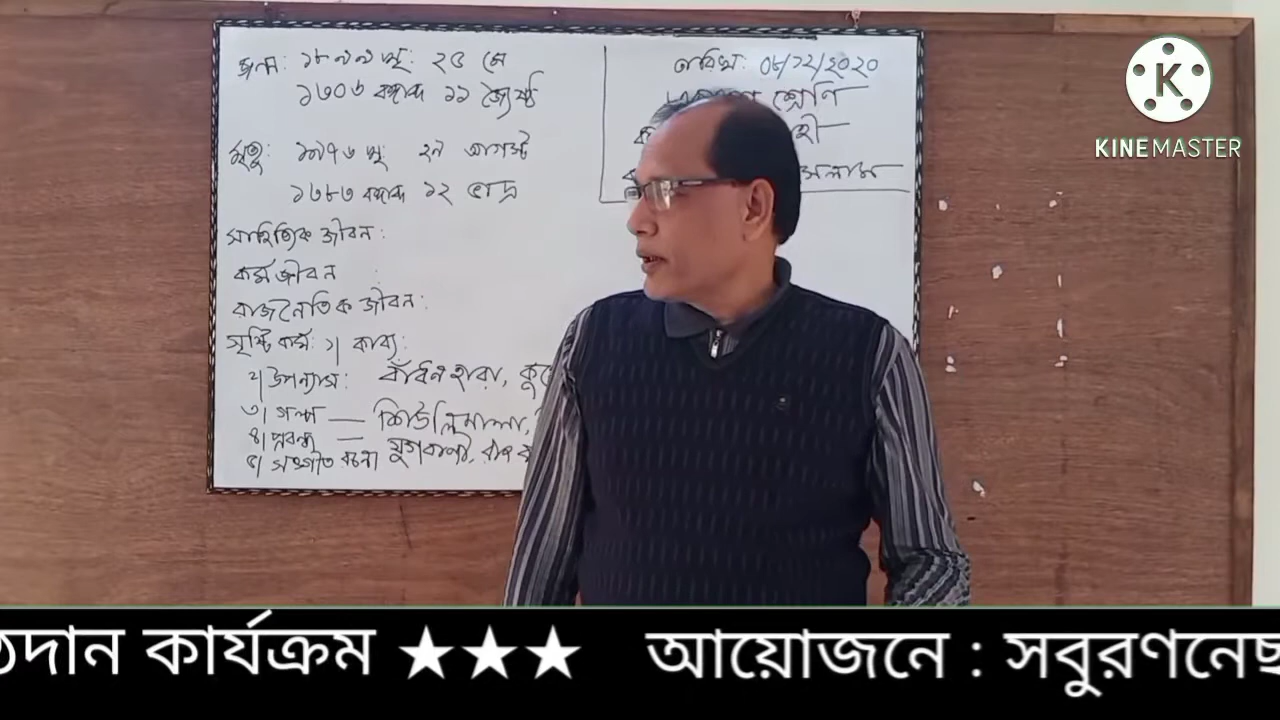 জন্ম: ১৮৯৯ খৃ: ২৫ মে
১৩০৬ বঙ্গাব্দ ১১ জ্যৈষ্ঠ
মৃত্যু: ১৯৭৬ খৃ ২৯ আগস্ট
১৩৮৩ বঙ্গাব্দ ১২ ভাদ্র
সাহিত্যিক জীবন:
কর্ম জীবন :
রাজনৈতিক জীবন:
সৃষ্টি কর্ম: ১| কাব্য:
২| উপন্যাস: বাঁধনহারা,
৩| গল্প — শিউলিমালা,
৪| প্রবন্ধ — যুগবাণী,
৫| সঙ্গীত রচনা
তারিখ: ০৮/১২/২০২০
শ্রেণি
KINEMASTER
কার্যক্রম ★★★ আয়োজনে : সবুরণনেছ